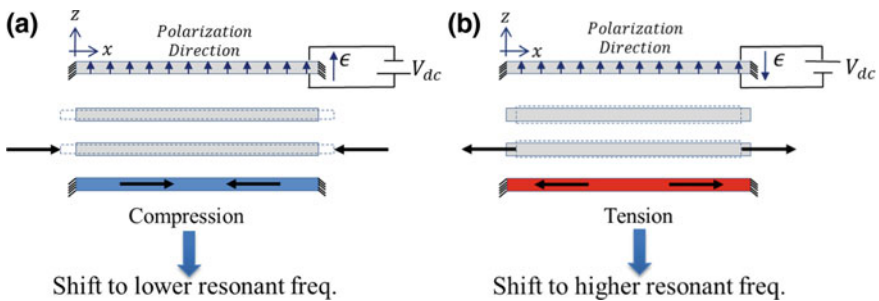 (a)
Z
x
Polarization
Direction
ϵ
V_dc
Compression
Shift to lower resonant freq.
(b)
Z
x
Polarization
Direction
ϵ
V_dc
Tension
Shift to higher resonant freq.